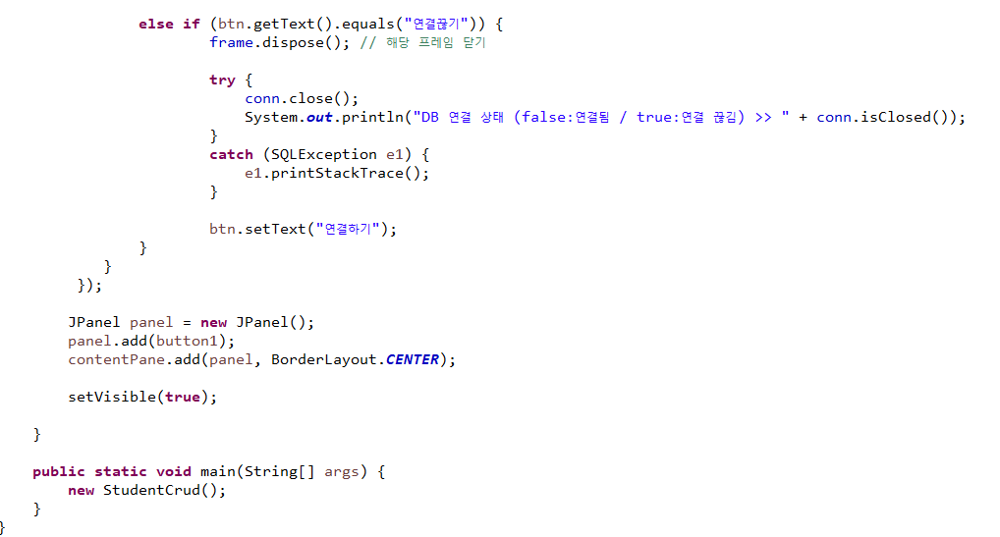 else if (btn.getText().equals("연결끊기")) {
frame.dispose(); // 해당 프레임 닫기
try {
conn.close();
System.out.println("DB 연결 상태 (false:연결됨 / true:연결 끊김) >> " + conn.isClosed());
}
catch (SQLException e1) {
e1.printStackTrace();
}
btn.setText("연결하기");
}
}
});
JPanel panel = new JPanel();
panel.add(button1);
contentPane.add(panel, BorderLayout.CENTER);
setVisible(true);
}
public static void main(String[] args) {
new StudentCrud();
}
}